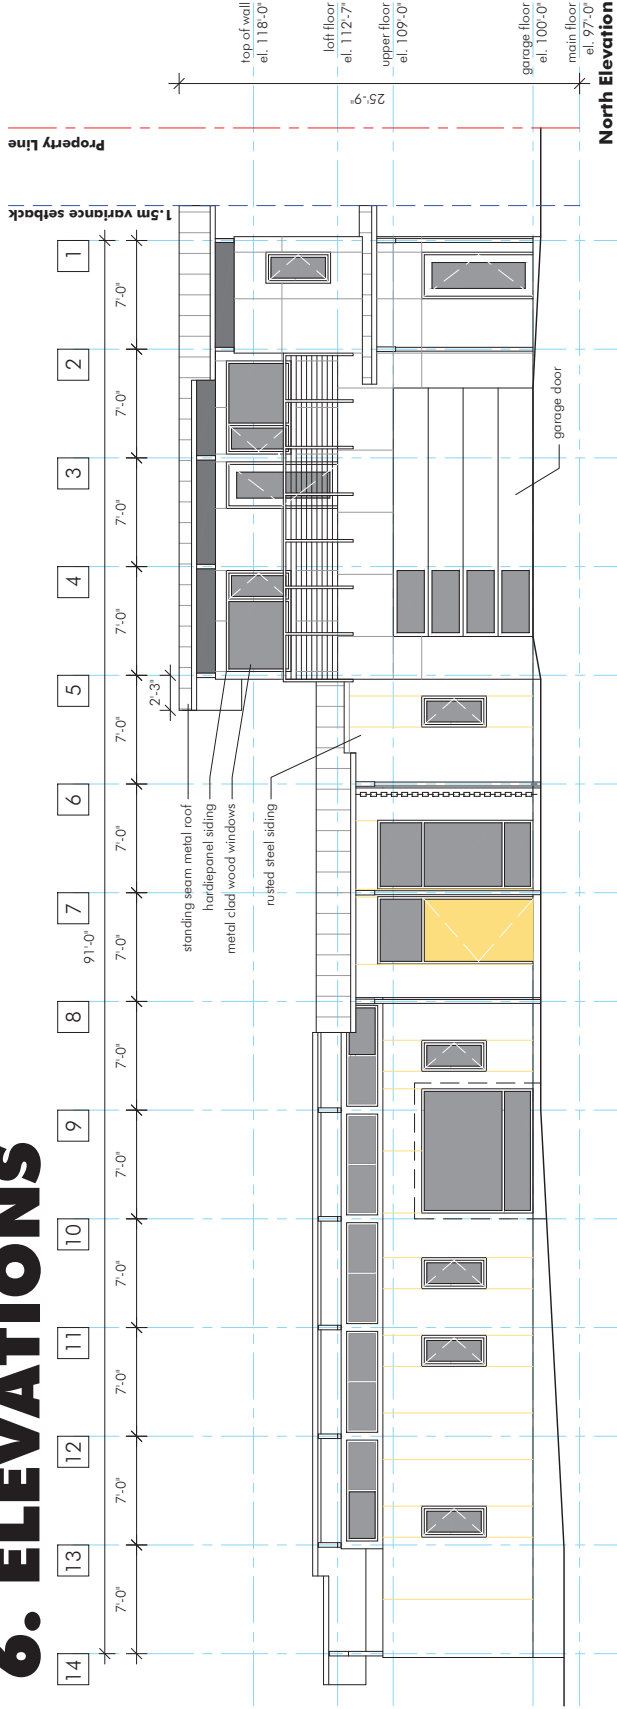 6. ELEVATIONS
14
13
12
11
10
9
8
7
6
5
4
3
2
1
91'-0"
7'-0"
7'-0"
7'-0"
7'-0"
7'-0"
7'-0"
7'-0"
7'-0"
7'-0"
7'-0"
7'-0"
7'-0"
7'-0"
2'-3"
1.5m variance setback
Property Line
25'-9"
standing seam metal roof
hardiepanel siding
metal clad wood windows
rusted steel siding
garage door
top of wall
el. 118'-0"
loft floor
el. 112'-7"
upper floor
el. 109'-0"
garage floor
el. 100'-0"
main floor
el. 97'-0"
North Elevation